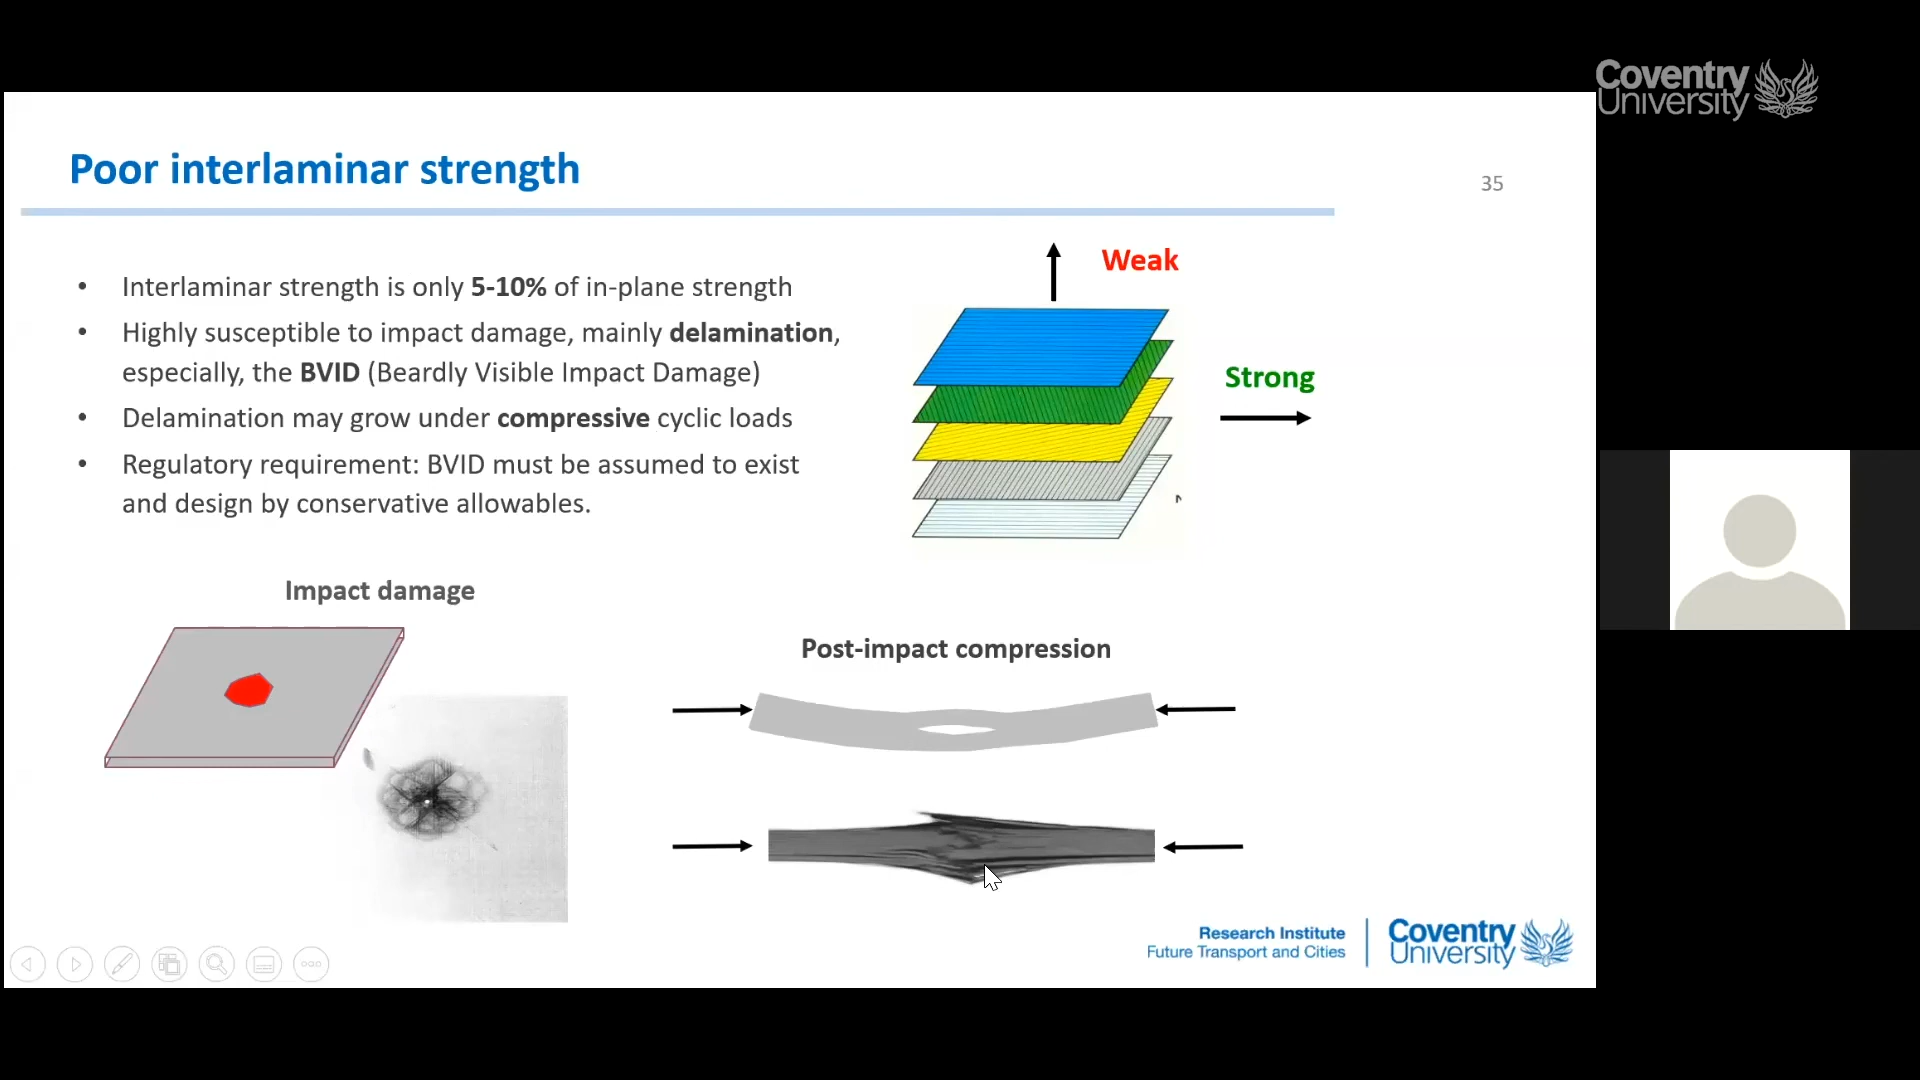 Coventry
University
Poor interlaminar strength
35
• Interlaminar strength is only 5-10% of in-plane strength
• Highly susceptible to impact damage, mainly delamination,
especially, the BVID (Beardly Visible Impact Damage)
• Delamination may grow under compressive cyclic loads
• Regulatory requirement: BVID must be assumed to exist
and design by conservative allowables.
Weak
Strong
Impact damage
Post-impact compression
Research Institute
Future Transport and Cities
Coventry
University